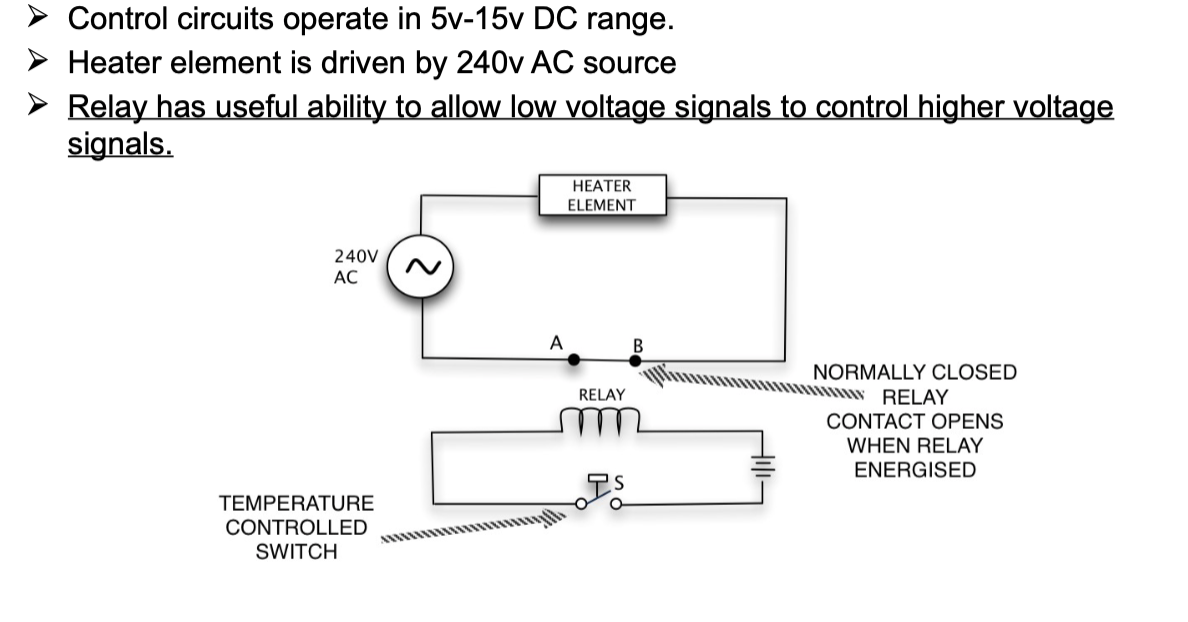 ➢ Control circuits operate in 5v-15v DC range.
➢ Heater element is driven by 240v AC source
➢ Relay has useful ability to allow low voltage signals to control higher voltage
signals.
HEATER
ELEMENT
240V
AC
A
B
NORMALLY CLOSED
RELAY
CONTACT OPENS
WHEN RELAY
ENERGISED
RELAY
S
TEMPERATURE
CONTROLLED
SWITCH